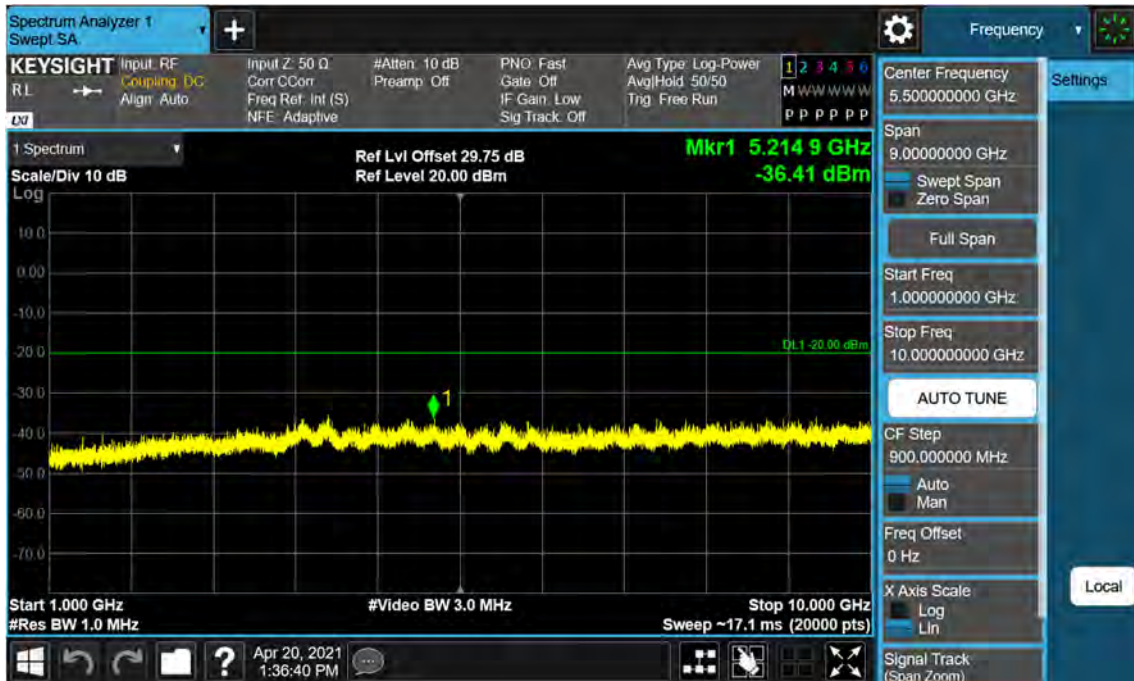 Spectrum Analyzer 1
Swept SA
Frequency
KEYSIGHT
RL
LXI
Input: RF
Coupling: DC
Align: Auto
Input Z: 50 Ω
Corr CCorr
Freq Ref: Int (S)
NFE: Adaptive
#Atten: 10 dB
Preamp: Off
PNO: Fast
Gate: Off
IF Gain: Low
Sig Track: Off
Avg Type: Log-Power
Avg|Hold: 50/50
Trig: Free Run
1 2 3 4 5 6
M W W W W W
P P P P P P
1 Spectrum
Scale/Div 10 dB
Ref Lvl Offset 29.75 dB
Ref Level 20.00 dBm
Mkr1 5.214 9 GHz
-36.41 dBm
Log
10.0
0.00
-10.0
-20.0
DL1 -20.00 dBm
-30.0
1
-40.0
-50.0
-60.0
-70.0
Start 1.000 GHz
#Video BW 3.0 MHz
Stop 10.000 GHz
#Res BW 1.0 MHz
Sweep ~17.1 ms (20000 pts)
Center Frequency
5.500000000 GHz
Settings
Span
9.00000000 GHz
Swept Span
Zero Span
Full Span
Start Freq
1.000000000 GHz
Stop Freq
10.000000000 GHz
AUTO TUNE
CF Step
900.000000 MHz
Auto
Man
Freq Offset
0 Hz
X Axis Scale
Log
Lin
Local
Signal Track
(Span Zoom)
?
Apr 20, 2021
1:36:40 PM